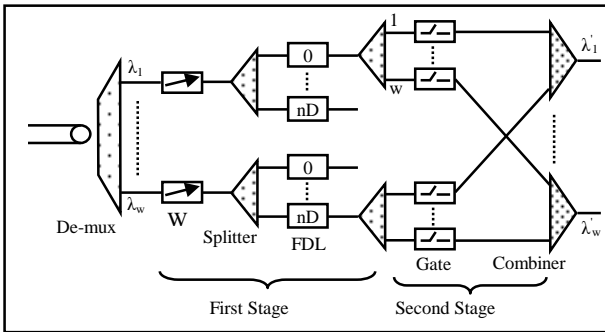 1
λ1
0
λ'1
w
nD
0
λw
W
nD
λ'w
De-mux
Splitter
FDL
Gate
Combiner
First Stage
Second Stage